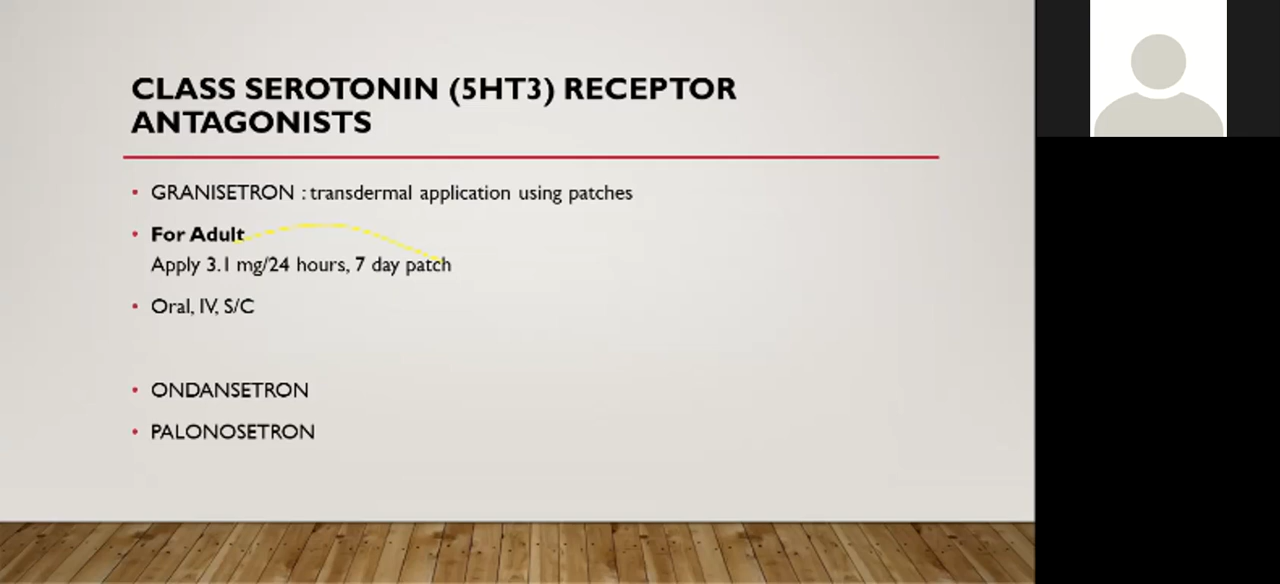 CLASS SEROTONIN (5HT3) RECEPTOR
ANTAGONISTS
• GRANISETRON : transdermal application using patches
• For Adult
Apply 3.1 mg/24 hours, 7 day patch
• Oral, IV, S/C
• ONDANSETRON
• PALONOSETRON